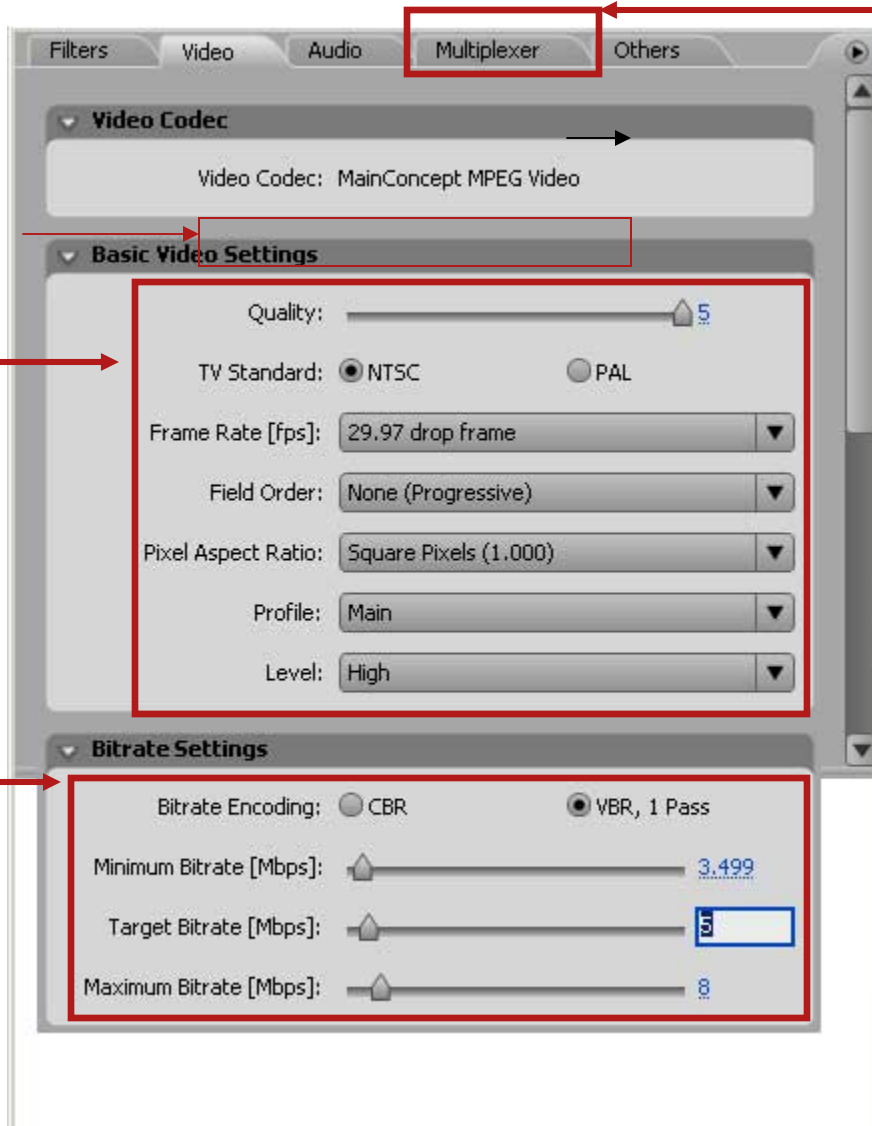 Filters Video Audio Multiplexer Others
Video Codec
Video Codec: MainConcept MPEG Video
Basic Video Settings
Quality: 5
TV Standard: NTSC PAL
Frame Rate [fps]: 29.97 drop frame
Field Order: None (Progressive)
Pixel Aspect Ratio: Square Pixels (1.000)
Profile: Main
Level: High
Bitrate Settings
Bitrate Encoding: CBR VBR, 1 Pass
Minimum Bitrate [Mbps]: 3.499
Target Bitrate [Mbps]: 5
Maximum Bitrate [Mbps]: 8